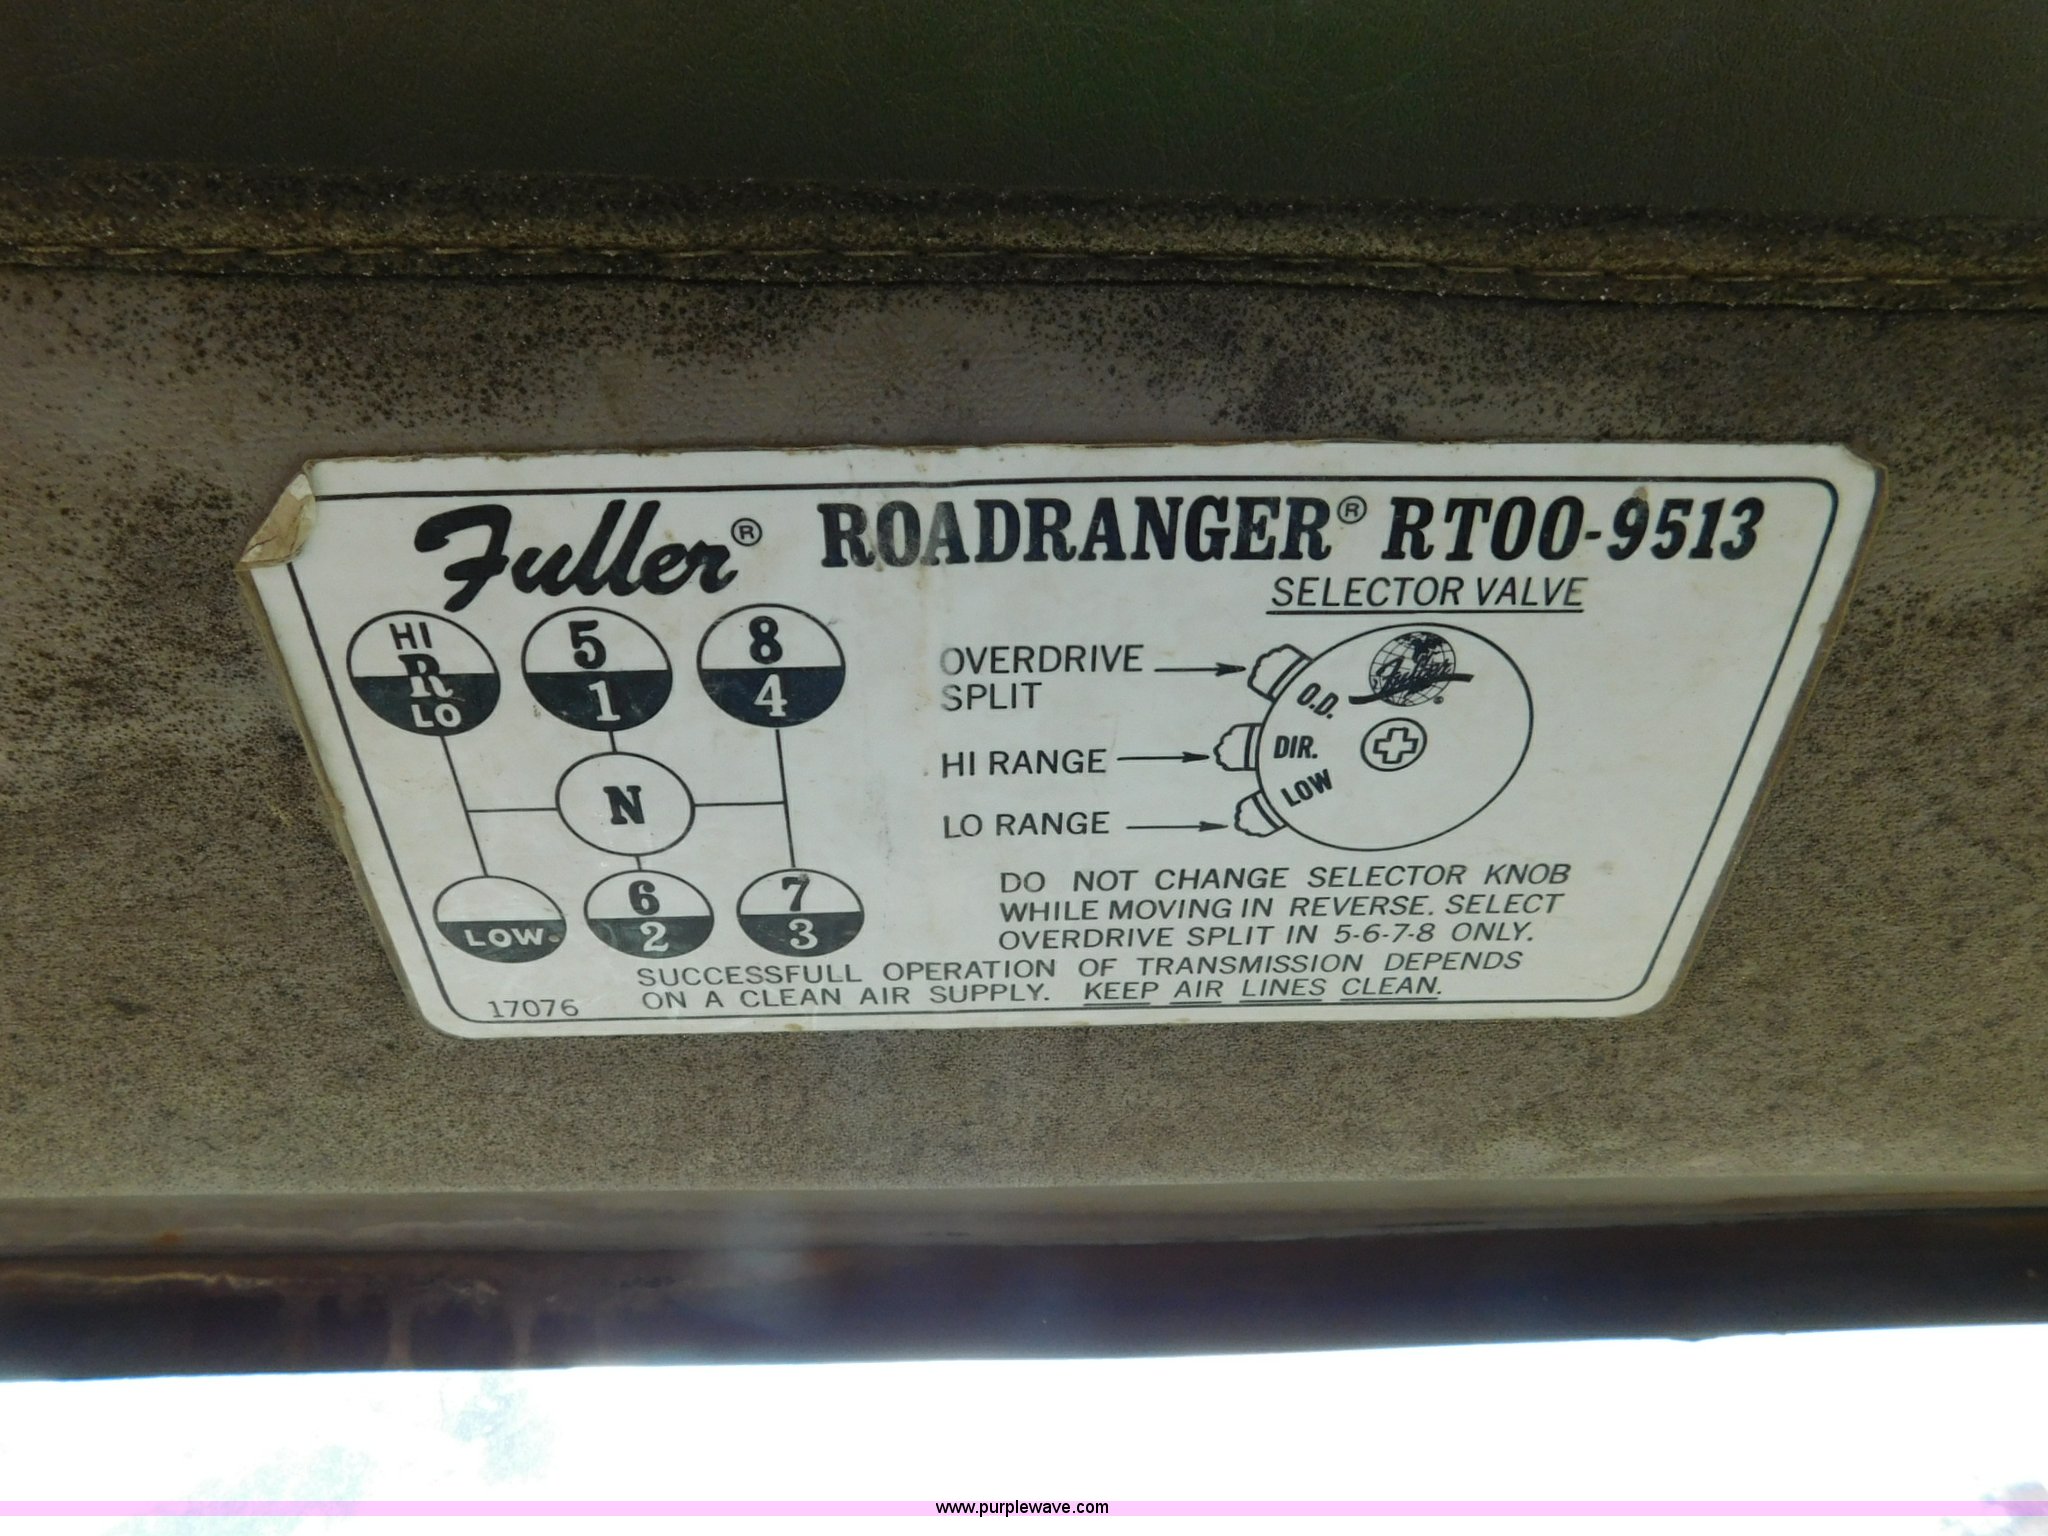 Fuller® ROADRANGER® RTOO-9513
SELECTOR VALVE
HI
R
LO
5
1
8
4
N
LOW
6
2
7
3
OVERDRIVE
SPLIT
HI RANGE
LO RANGE
Fuller
®
O.D.
DIR.
LOW
DO NOT CHANGE SELECTOR KNOB
WHILE MOVING IN REVERSE. SELECT
OVERDRIVE SPLIT IN 5-6-7-8 ONLY.
SUCCESSFULL OPERATION OF TRANSMISSION DEPENDS
ON A CLEAN AIR SUPPLY. KEEP AIR LINES CLEAN.
17076
www.purplewave.com